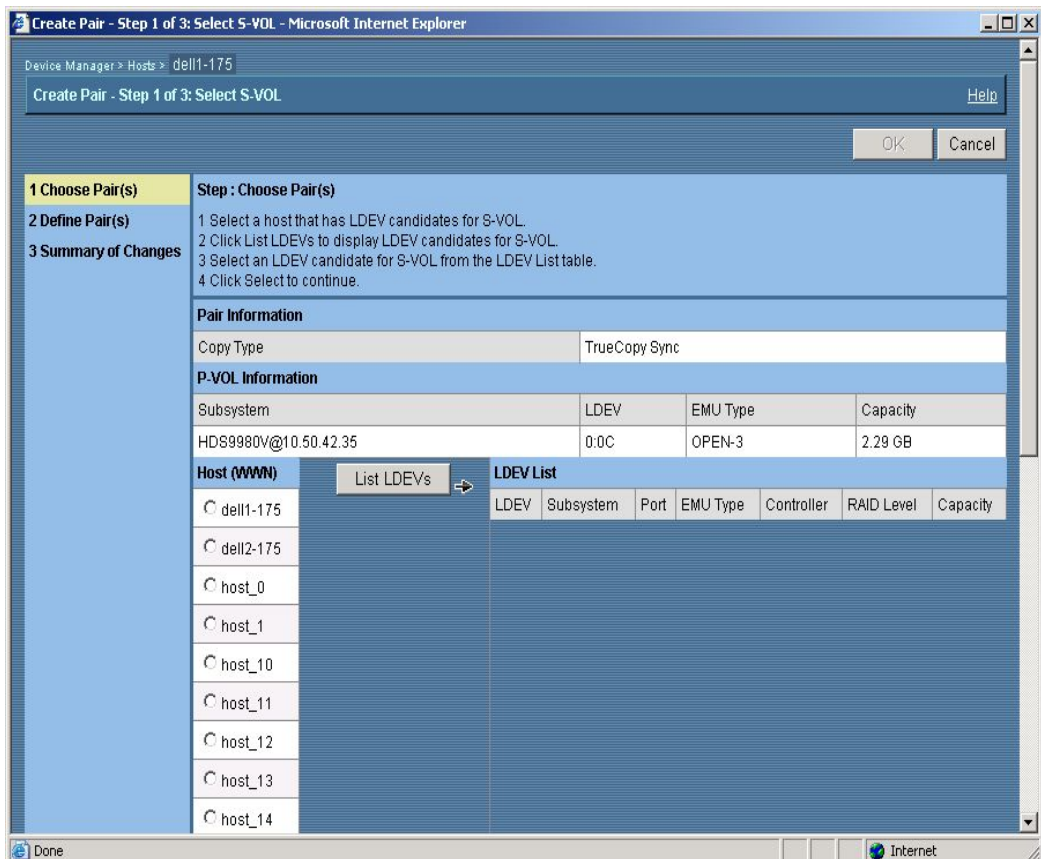 Create Pair - Step 1 of 3: Select S-VOL - Microsoft Internet Explorer
Device Manager > Hosts > dell1-175
Create Pair - Step 1 of 3: Select S-VOL Help
OK Cancel
1 Choose Pair(s)
2 Define Pair(s)
3 Summary of Changes
Step : Choose Pair(s)
1 Select a host that has LDEV candidates for S-VOL.
2 Click List LDEVs to display LDEV candidates for S-VOL.
3 Select an LDEV candidate for S-VOL from the LDEV List table.
4 Click Select to continue.
Pair Information
Copy Type TrueCopy Sync
P-VOL Information
Subsystem LDEV EMU Type Capacity
HDS9980V@10.50.42.35 0:0C OPEN-3 2.29 GB
Host (WWN)
List LDEVs
LDEV List
LDEV Subsystem Port EMU Type Controller RAID Level Capacity
dell1-175
dell2-175
host_0
host_1
host_10
host_11
host_12
host_13
host_14
Done Internet